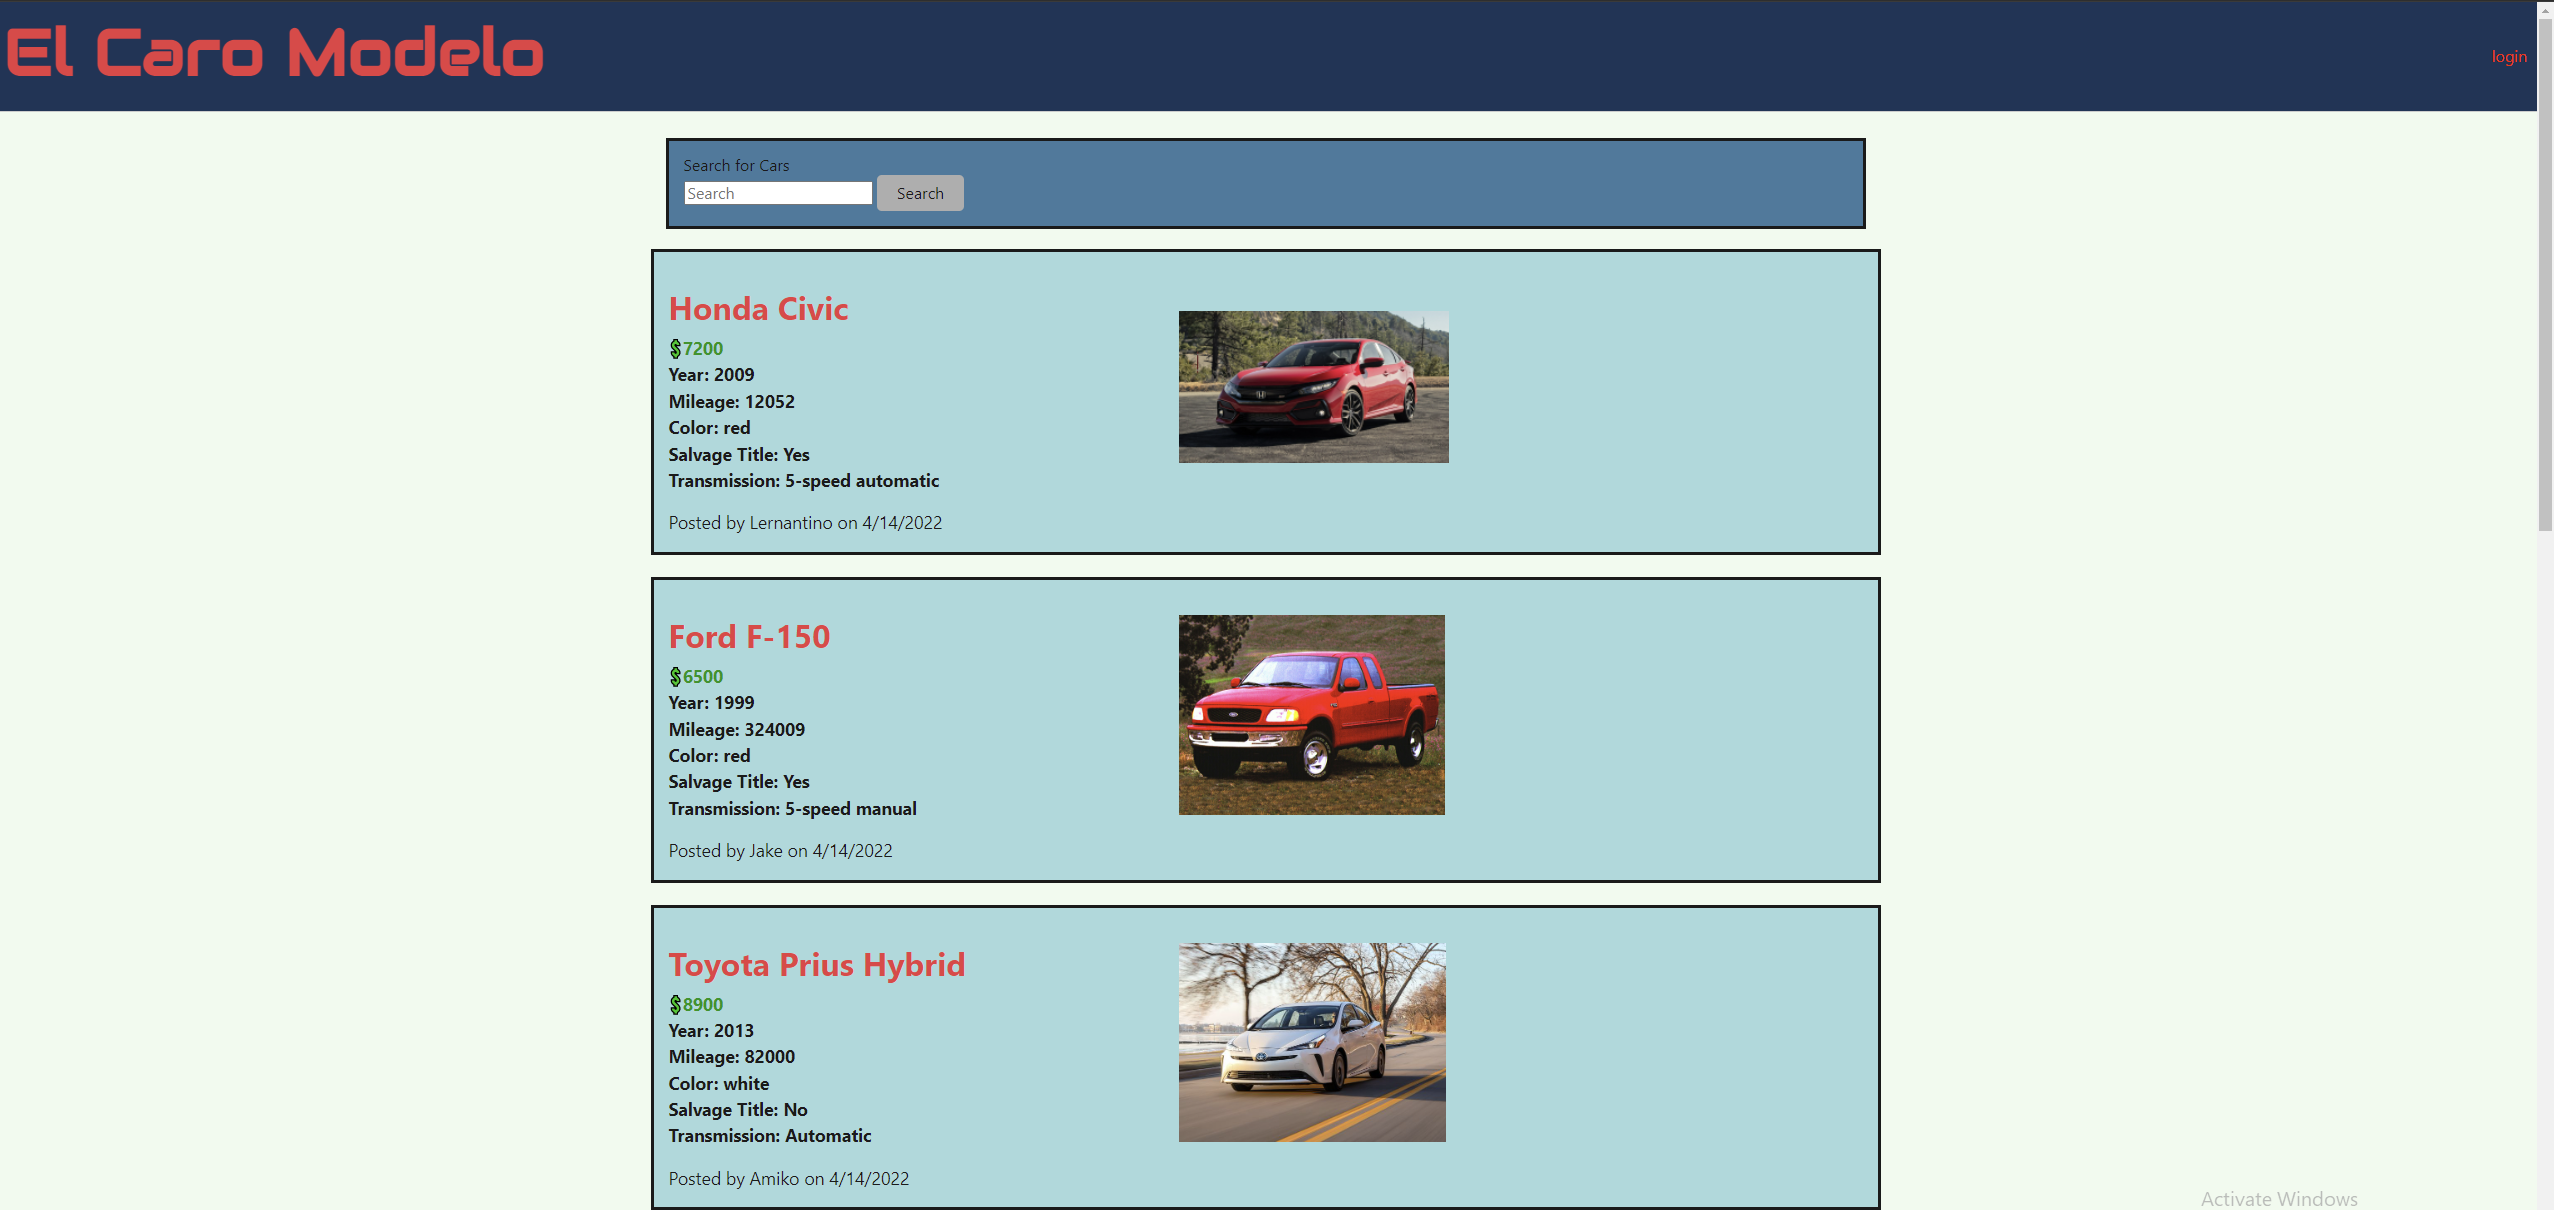 El Caro Modelo
login
Search for Cars
Search Search
Honda Civic
$7200
Year: 2009
Mileage: 12052
Color: red
Salvage Title: Yes
Transmission: 5-speed automatic
Posted by Lernantino on 4/14/2022
Ford F-150
$6500
Year: 1999
Mileage: 324009
Color: red
Salvage Title: Yes
Transmission: 5-speed manual
Posted by Jake on 4/14/2022
Toyota Prius Hybrid
$8900
Year: 2013
Mileage: 82000
Color: white
Salvage Title: No
Transmission: Automatic
Posted by Amiko on 4/14/2022
Activate Windows